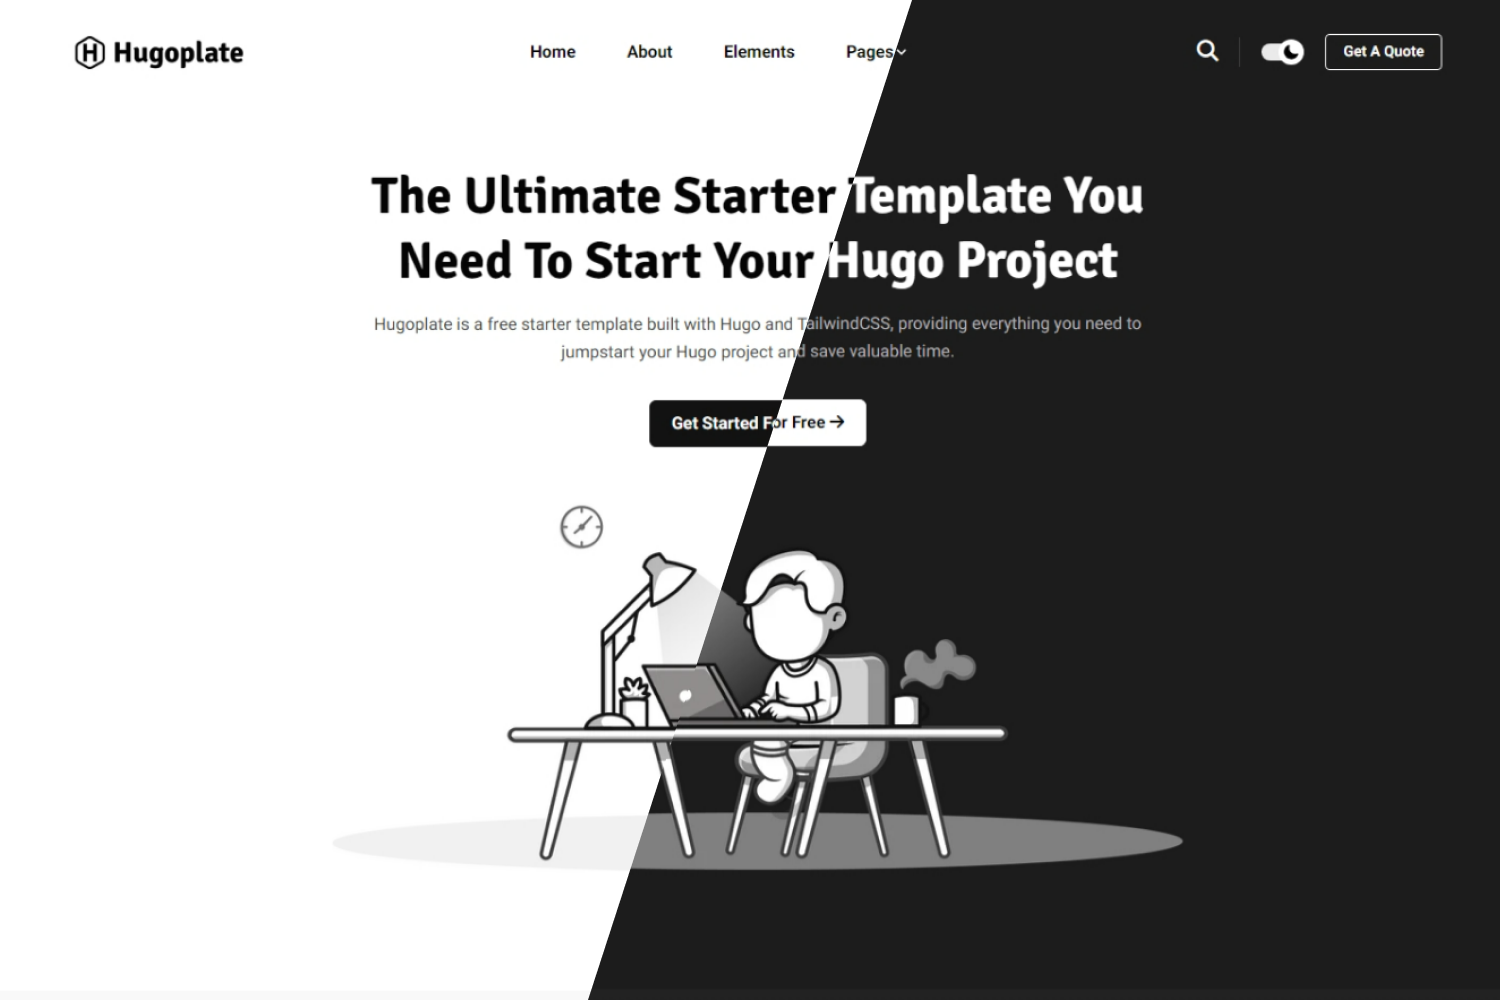 Hugoplate
Home About Elements Pages
Get A Quote
The Ultimate Starter Template You
Need To Start Your Hugo Project
Hugoplate is a free starter template built with Hugo and TailwindCSS, providing everything you need to
jumpstart your Hugo project and save valuable time.
Get Started For Free